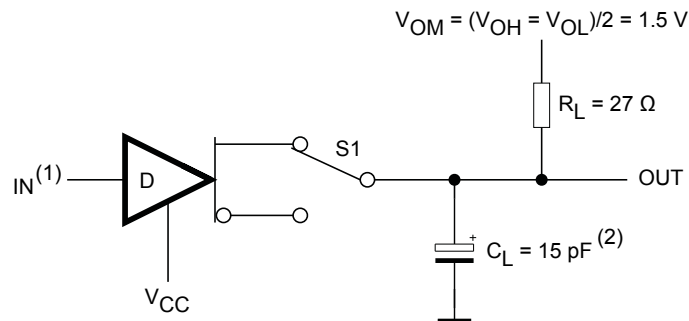 V_OM = (V_OH = V_OL)/2 = 1.5 V
R_L = 27 Ω
S1
IN(1)
D
OUT
+
C_L = 15 pF (2)
V_CC